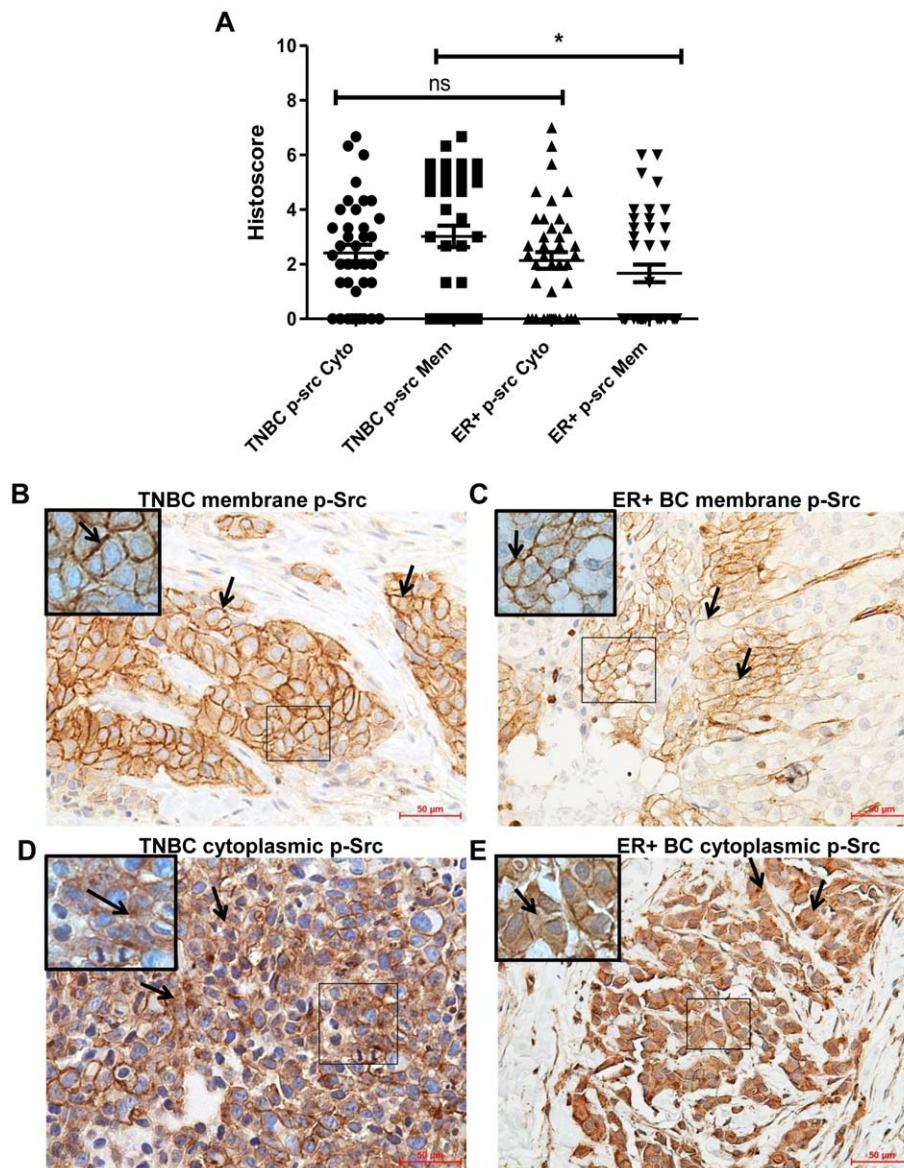 A
10
8
6
4
2
0
Histoscore
*
ns
TNBC p-src Cyto
TNBC p-src Mem
ER+ p-src Cyto
ER+ p-src Mem
B
TNBC membrane p-Src
50 µm
C
ER+ BC membrane p-Src
50 µm
D
TNBC cytoplasmic p-Src
50 µm
E
ER+ BC cytoplasmic p-Src
50 µm